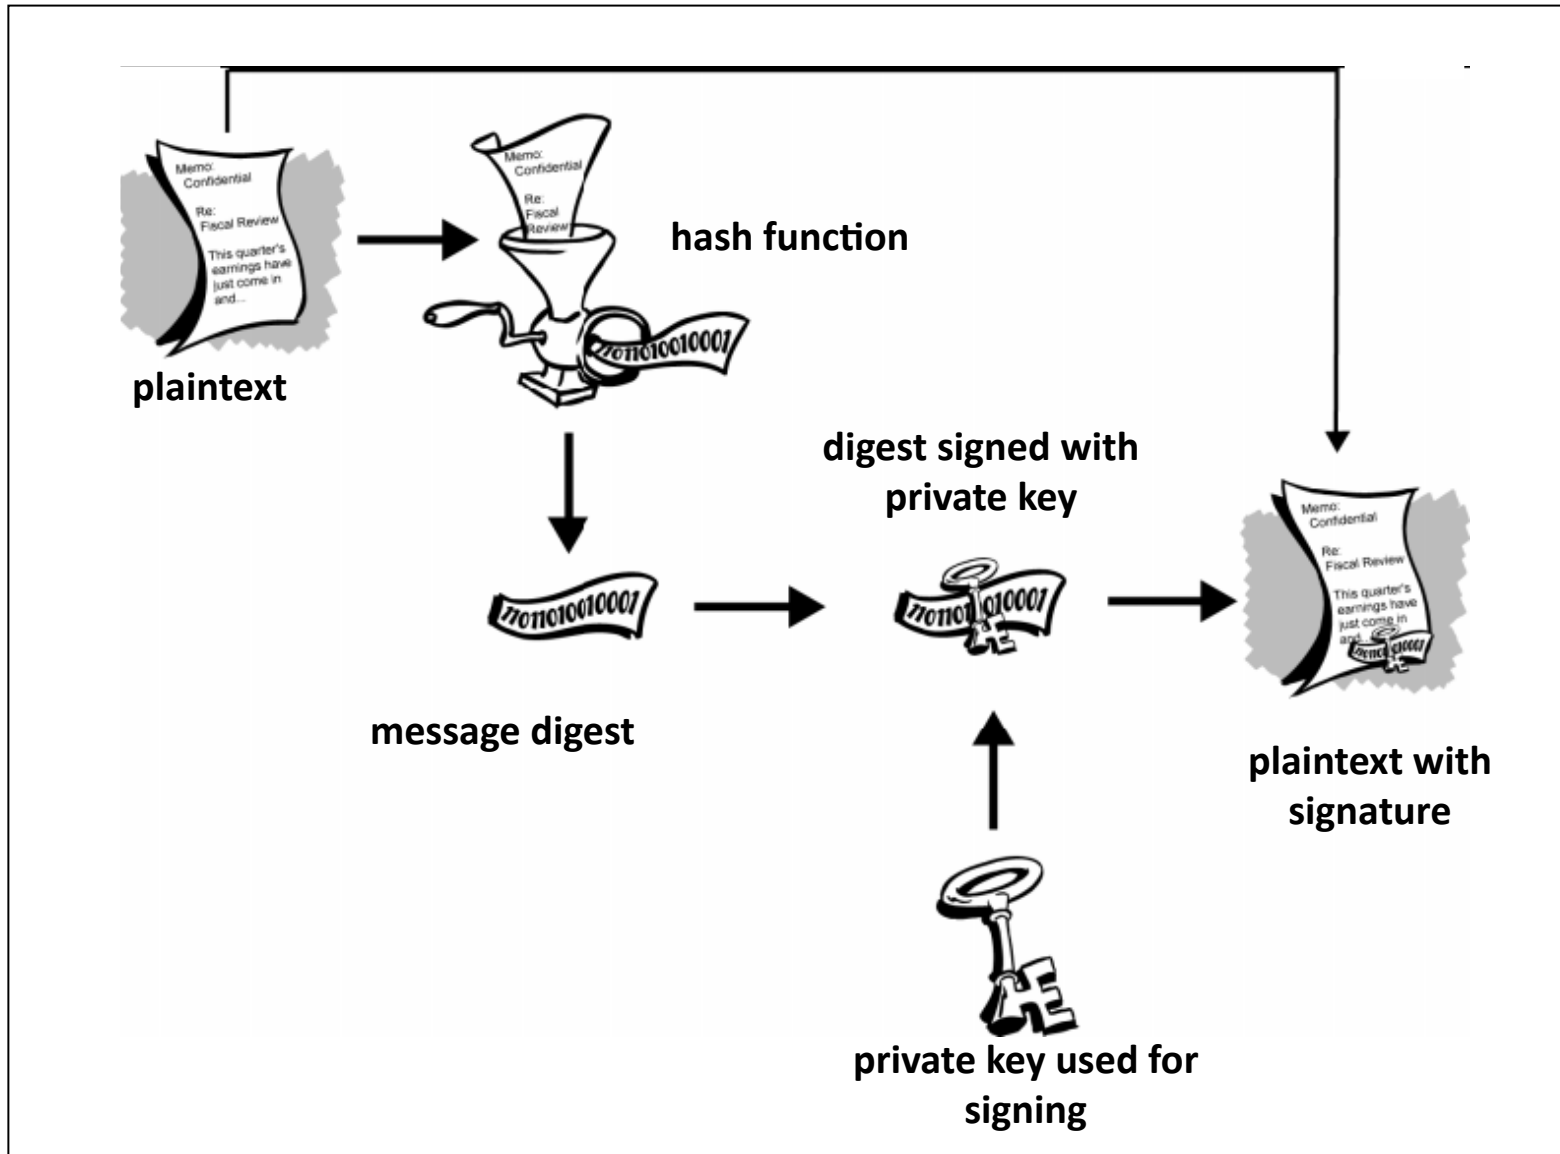 Memo:
Confidential
Re:
Fiscal Review
This quarter's
earnings have
just come in
and...
plaintext
Memo:
Confidential
Re:
Fiscal
Review
11011010010001
hash function
digest signed with
private key
11011010010001
message digest
1101101 010001
Memo:
Confidential
Re:
Fiscal Review
This quarter's
earnings have
just come in
and..
plaintext with
signature
private key used for
signing